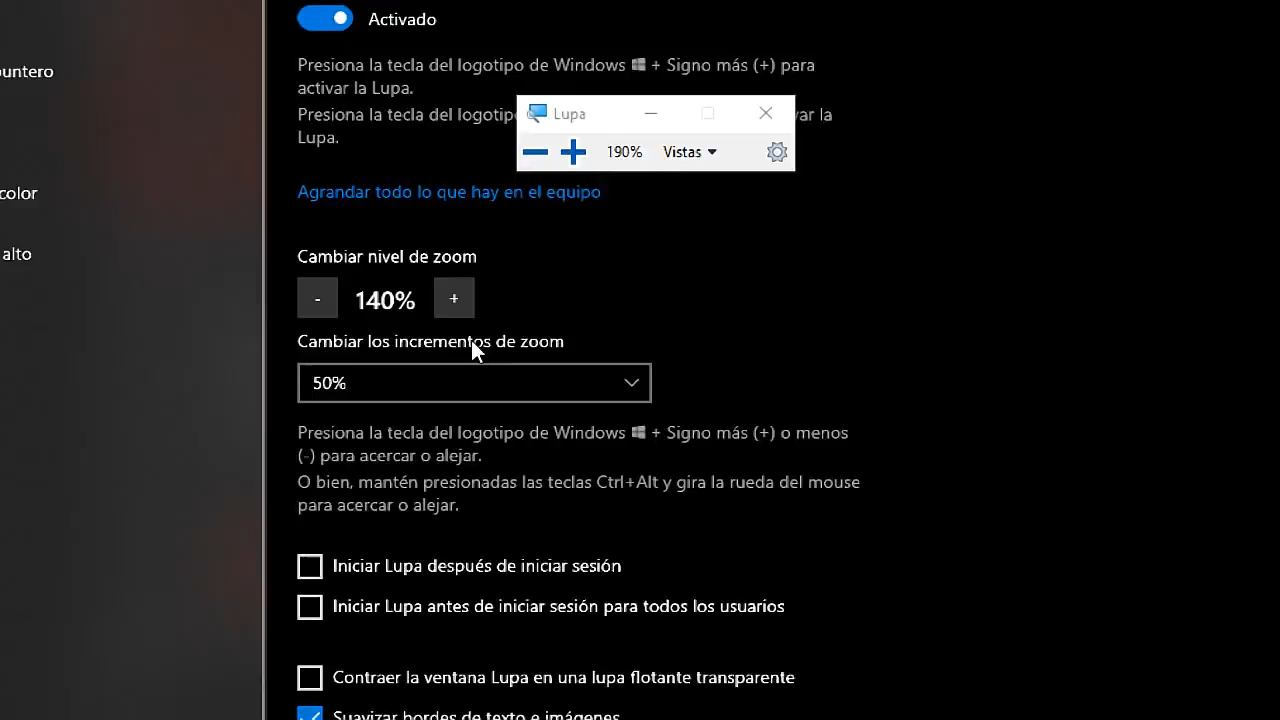 Activado
untero
Presiona la tecla del logotipo de Windows + Signo más (+) para
activar la Lupa.
Presiona la tecla del
var la
Lupa.
Lupa
190% Vistas
Agrandar todo lo que hay en el equipo
color
alto
Cambiar nivel de zoom
- 140% +
Cambiar los incrementos de zoom
50%
Presiona la tecla del logotipo de Windows + Signo más (+) o menos
(-) para acercar o alejar.
O bien, mantén presionadas las teclas Ctrl+Alt y gira la rueda del mouse
para acercar o alejar.
Iniciar Lupa después de iniciar sesión
Iniciar Lupa antes de iniciar sesión para todos los usuarios
Contraer la ventana Lupa en una lupa flotante transparente
Suavizar bordes de texto e imágenes